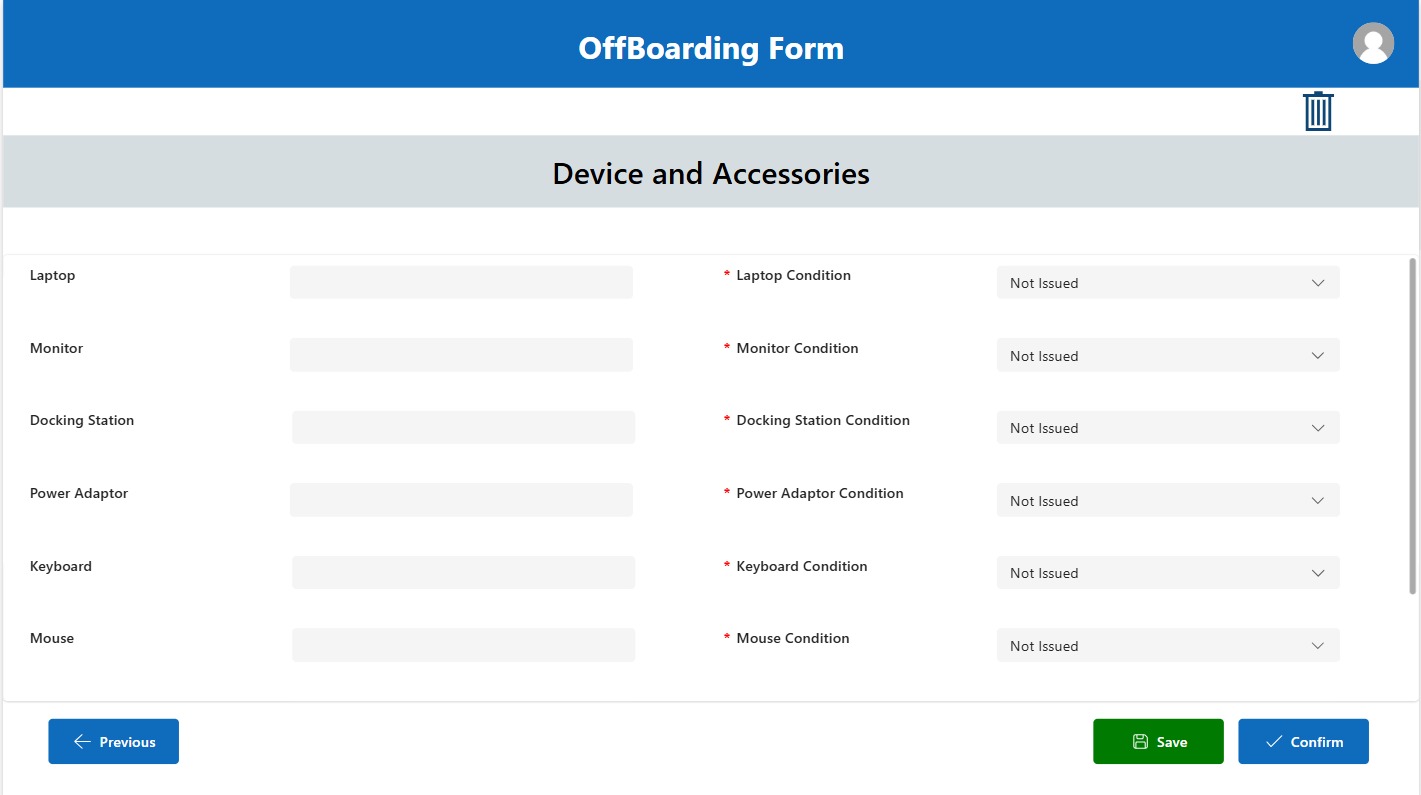 OffBoarding Form
Device and Accessories
Laptop
* Laptop Condition
Not Issued
Monitor
* Monitor Condition
Not Issued
Docking Station
* Docking Station Condition
Not Issued
Power Adaptor
* Power Adaptor Condition
Not Issued
Keyboard
* Keyboard Condition
Not Issued
Mouse
* Mouse Condition
Not Issued
Previous
Save
Confirm